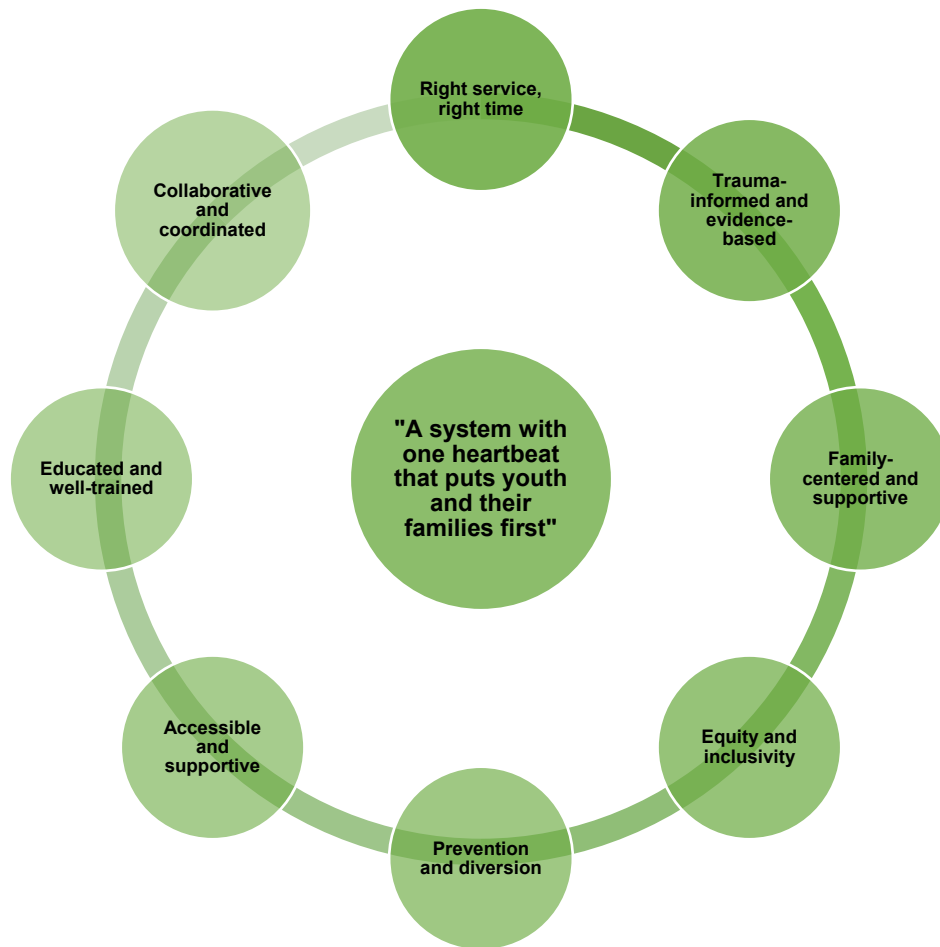 Right service,
right time
Trauma-
informed and
evidence-
based
Family-
centered and
supportive
Equity and
inclusivity
Prevention
and diversion
Accessible
and
supportive
Educated and
well-trained
Collaborative
and
coordinated
"A system with
one heartbeat
that puts youth
and their
families first"